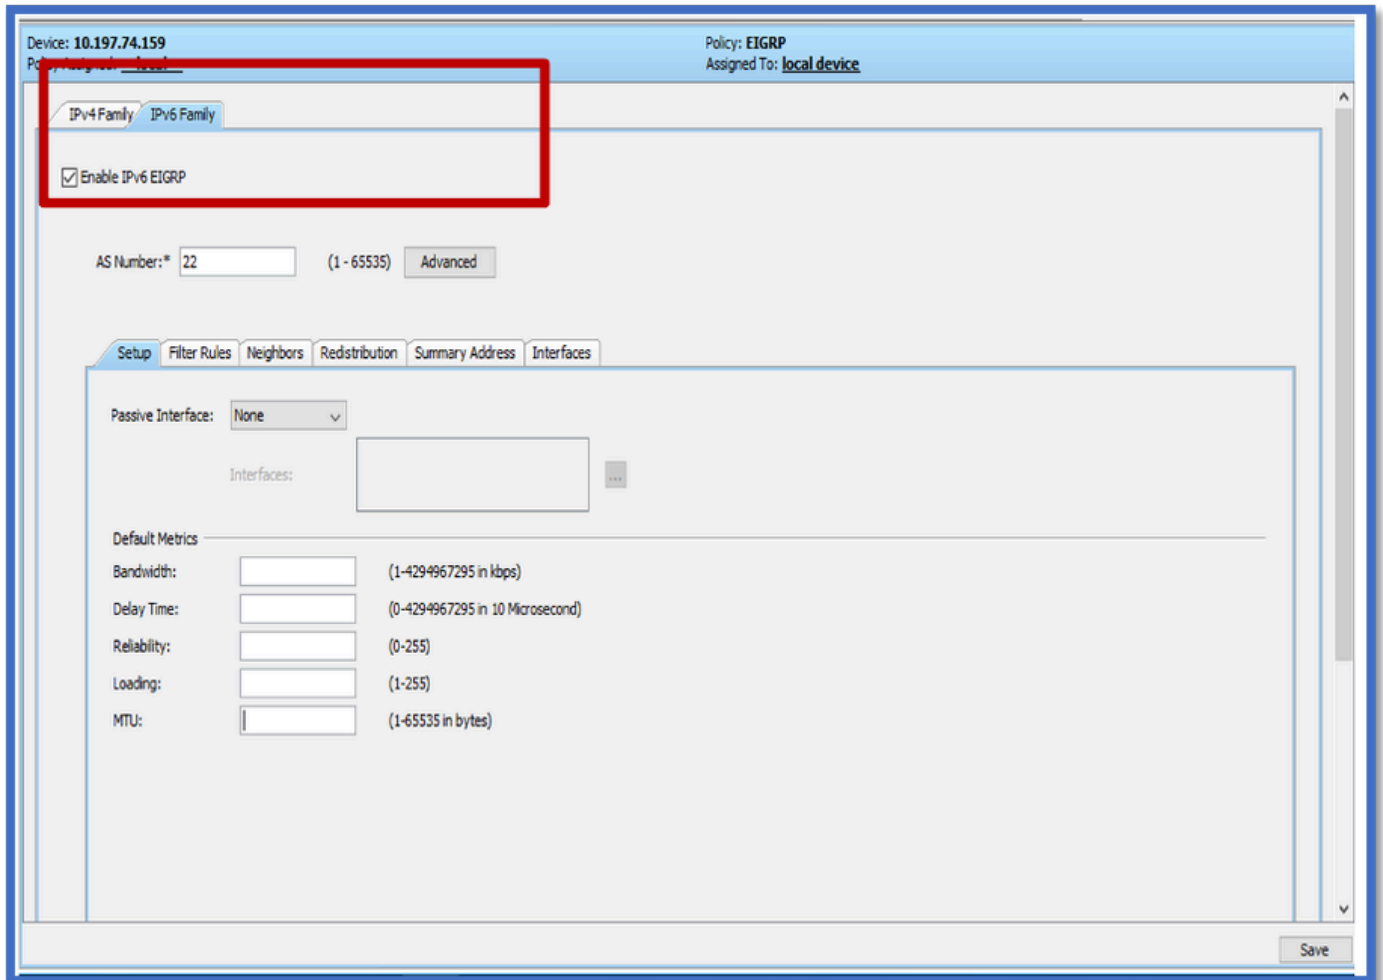 Device: 10.197.74.159
Policy: EIGRP
Assigned To: local device
IPv4 Family IPv6 Family
Enable IPv6 EIGRP
AS Number:* 22 (1 - 65535) Advanced
Setup Filter Rules Neighbors Redistribution Summary Address Interfaces
Passive Interface: None
Interfaces: ...
Default Metrics
Bandwidth: (1-4294967295 in kbps)
Delay Time: (0-4294967295 in 10 Microsecond)
Reliability: (0-255)
Loading: (1-255)
MTU: (1-65535 in bytes)
Save